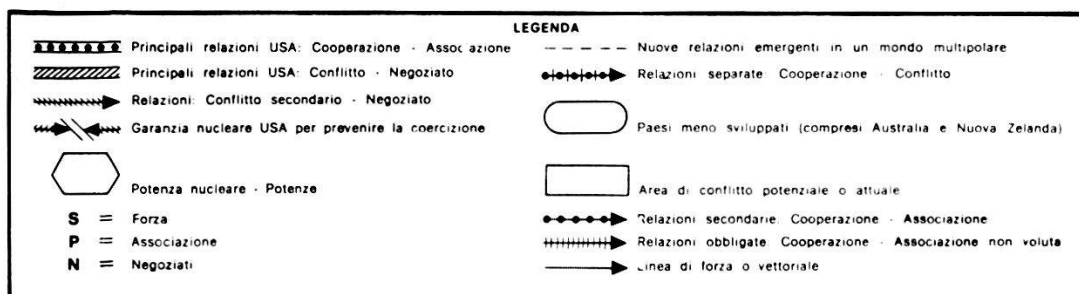 LEGENDA
Principali relazioni USA: Cooperazione - Associazione
Principali relazioni USA: Conflitto - Negoziato
Relazioni: Conflitto secondario - Negoziato
Garanzia nucleare USA per prevenire la coercizione
Potenza nucleare - Potenze
S = Forza
P = Associazione
N = Negoziati
Nuove relazioni emergenti in un mondo multipolare
Relazioni separate: Cooperazione - Conflitto
Paesi meno sviluppati (compresi Australia e Nuova Zelanda)
Area di conflitto potenziale o attuale
Relazioni secondarie: Cooperazione - Associazione
Relazioni obbligate: Cooperazione - Associazione non voluta
Linea di forza o vettoriale